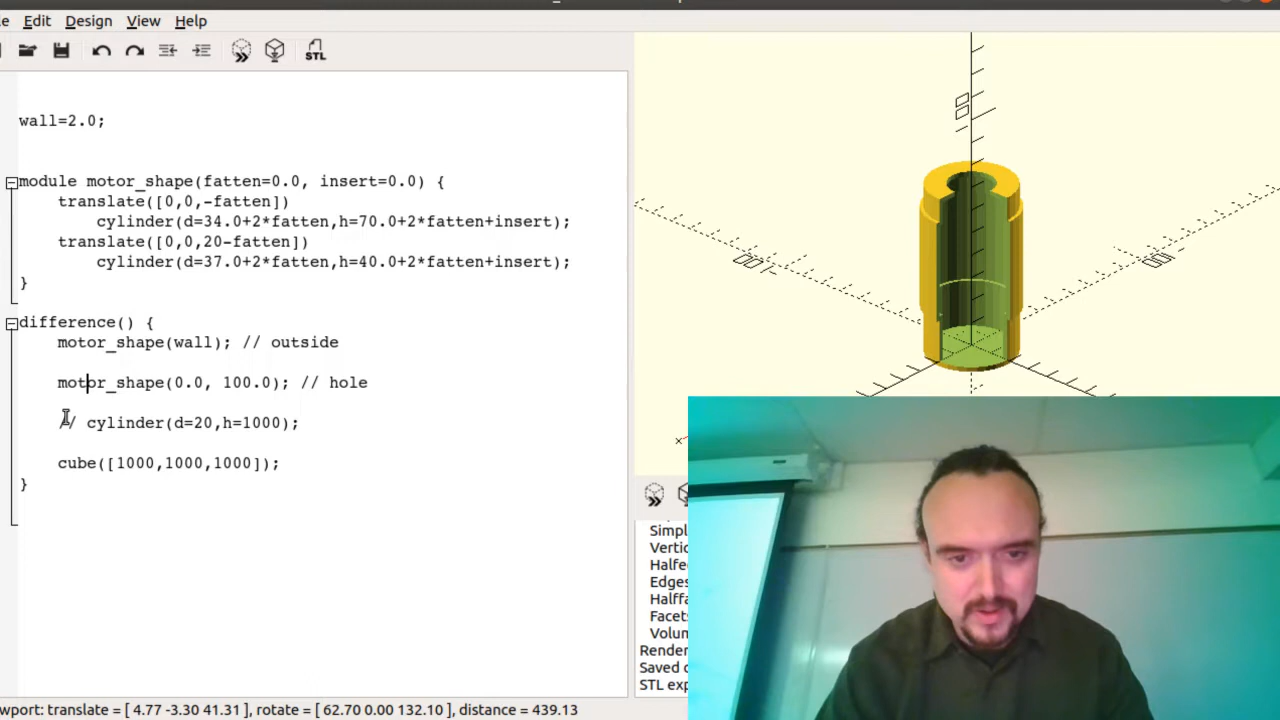 Edit Design View Help
STL
wall=2.0;
module motor_shape(fatten=0.0, insert=0.0) {
translate([0,0,-fatten])
cylinder(d=34.0+2*fatten,h=70.0+2*fatten+insert);
translate([0,0,20-fatten])
cylinder(d=37.0+2*fatten,h=40.0+2*fatten+insert);
}
difference() {
motor_shape(wall); // outside
motor_shape(0.0, 100.0); // hole
// cylinder(d=20,h=1000);
cube([1000,1000,1000]);
}
100
100
Simpl
Vertic
Halfe
Edges
Halff
Facet
Volun
Render
Saved
STL exp
wport: translate = [ 4.77 -3.30 41.31 ], rotate = [ 62.70 0.00 132.10 ], distance = 439.13